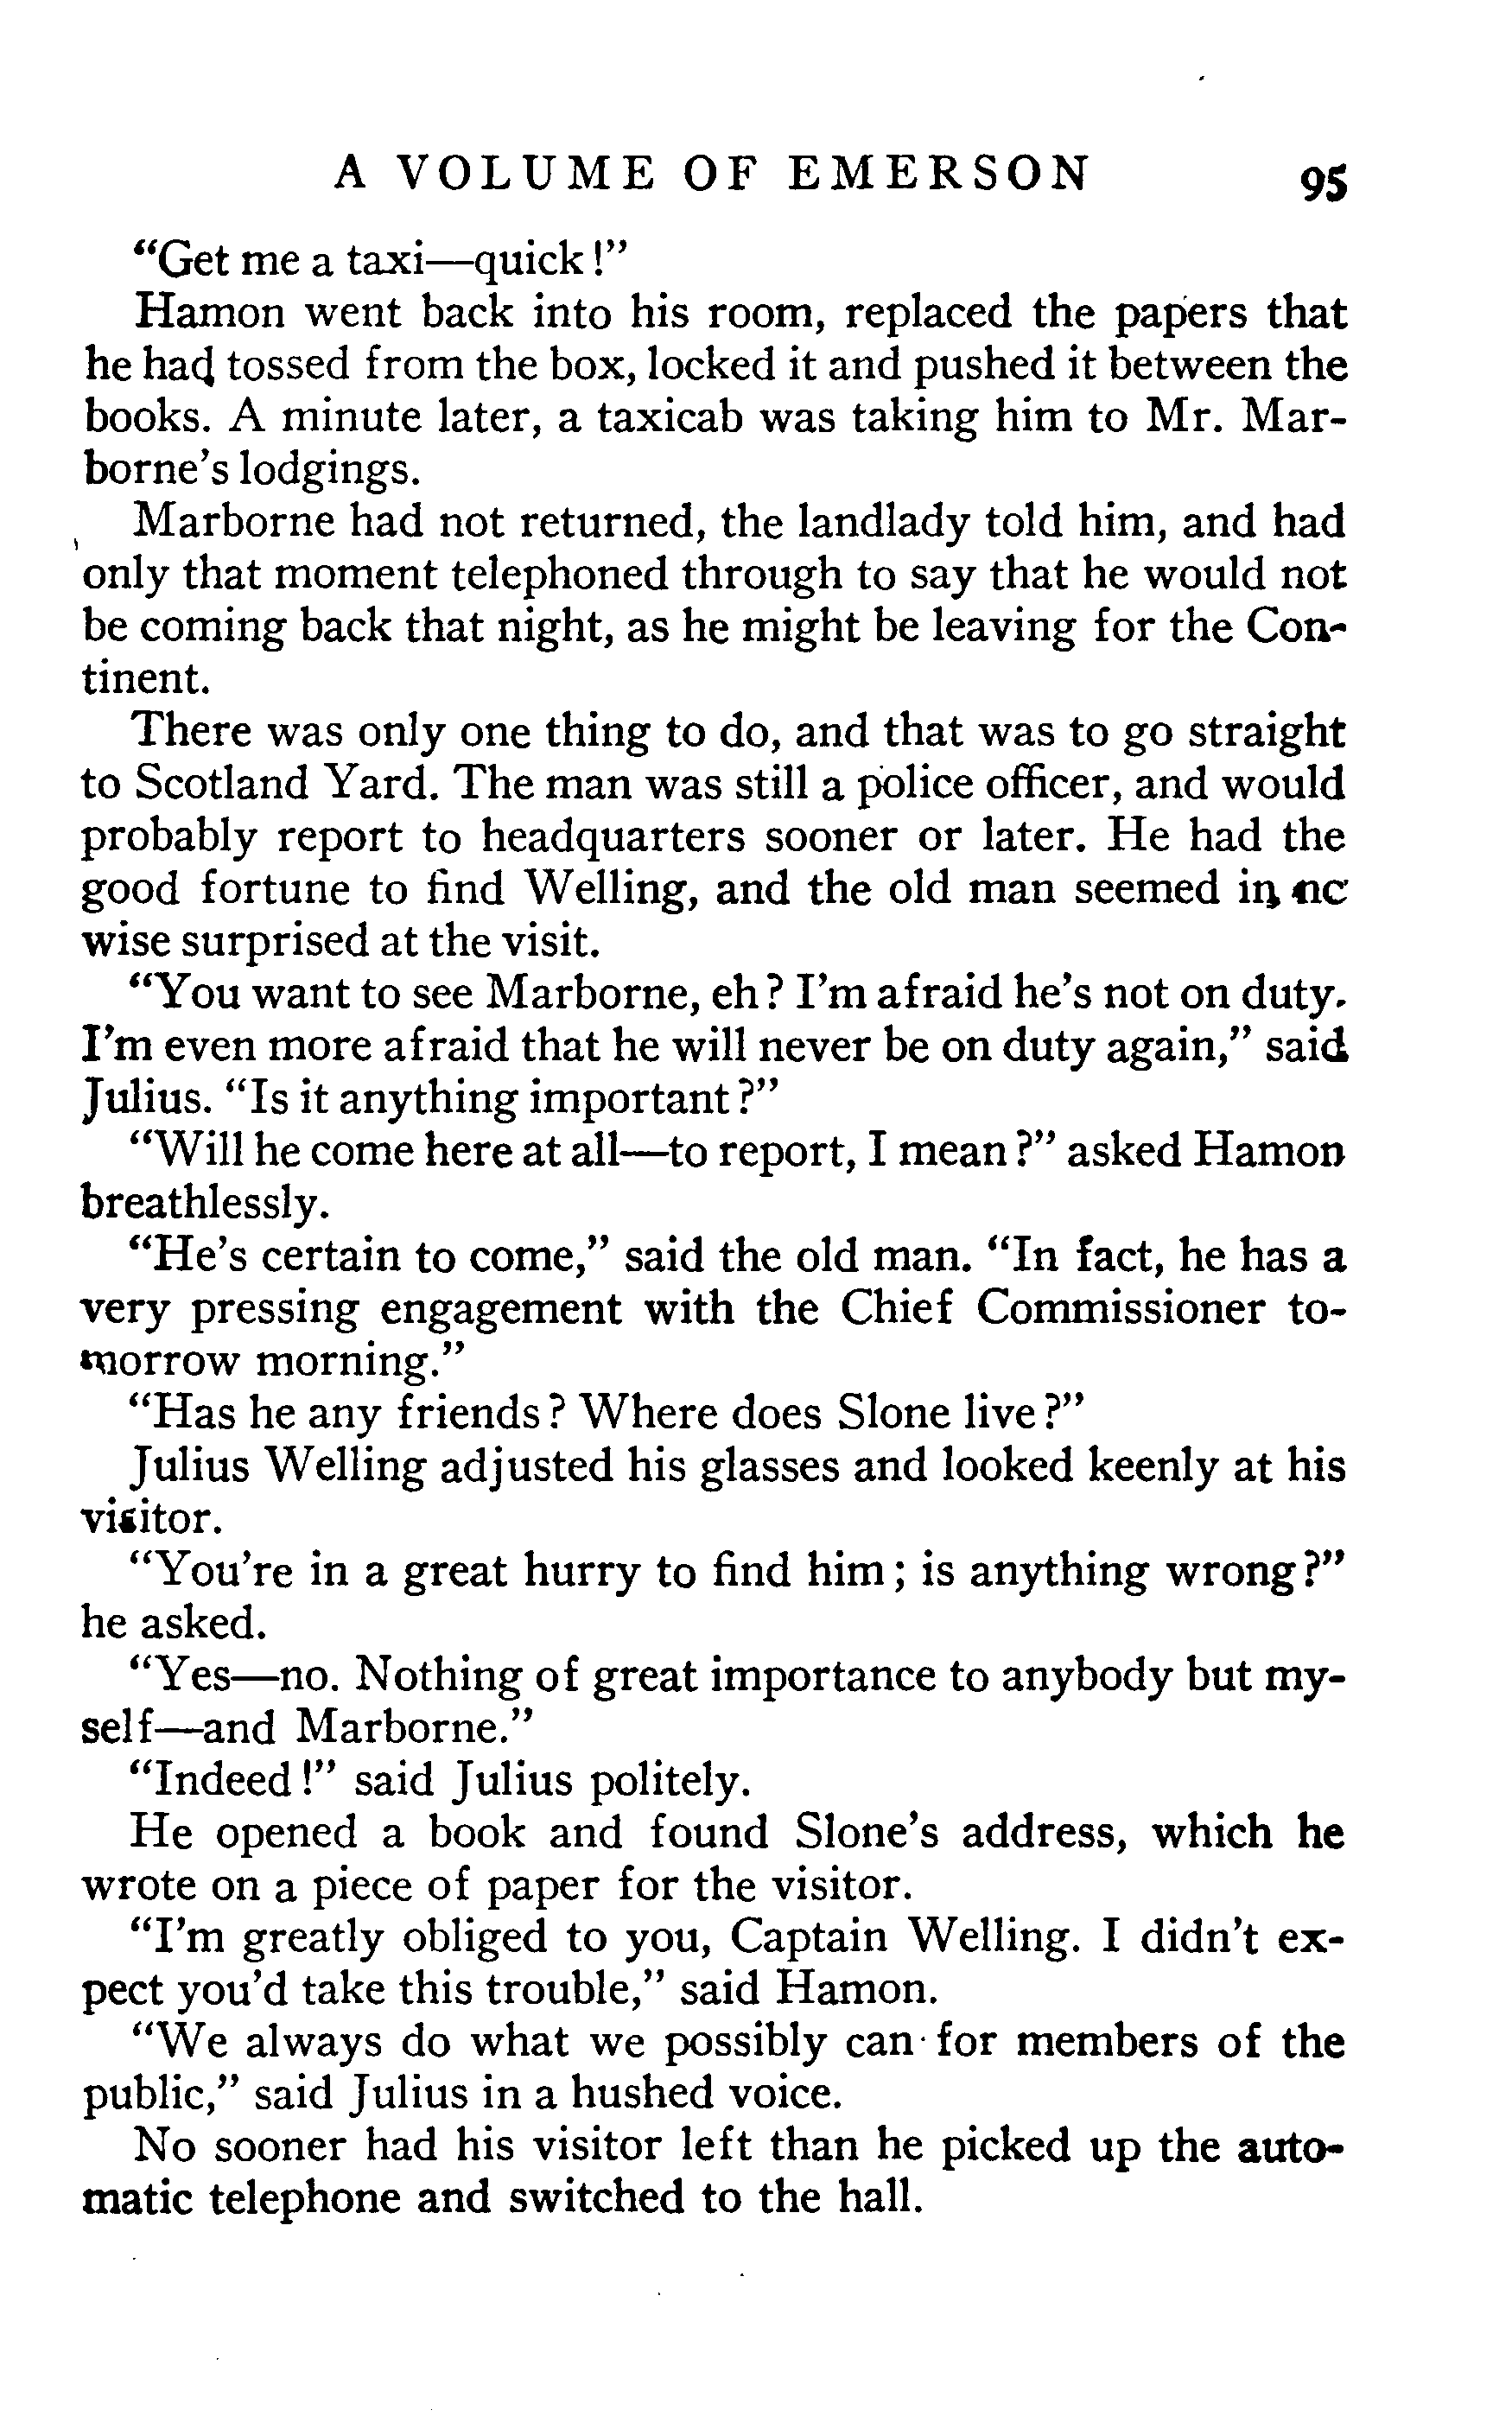 A VOLUME OF EMERSON 95
“Get me a taxi—quick!”
Hamon went back into his room, replaced the papers that
he had tossed from the box, locked it and pushed it between the
books. A minute later, a taxicab was taking him to Mr. Mar-
borne’s lodgings.
Marborne had not returned, the landlady told him, and had
only that moment telephoned through to say that he would not
be coming back that night, as he might be leaving for the Con-
tinent.
There was only one thing to do, and that was to go straight
to Scotland Yard. The man was still a police officer, and would
probably report to headquarters sooner or later. He had the
good fortune to find Welling, and the old man seemed in no
wise surprised at the visit.
“You want to see Marborne, eh? I’m afraid he’s not on duty.
I’m even more afraid that he will never be on duty again,” said
Julius. “Is it anything important?”
“Will he come here at all—to report, I mean?” asked Hamon
breathlessly.
“He’s certain to come,” said the old man. “In fact, he has a
very pressing engagement with the Chief Commissioner to-
morrow morning.”
“Has he any friends? Where does Slone live?”
Julius Welling adjusted his glasses and looked keenly at his
visitor.
“You’re in a great hurry to find him; is anything wrong?”
he asked.
“Yes—no. Nothing of great importance to anybody but my-
self—and Marborne.”
“Indeed!” said Julius politely.
He opened a book and found Slone’s address, which he
wrote on a piece of paper for the visitor.
“I’m greatly obliged to you, Captain Welling. I didn’t ex-
pect you’d take this trouble,” said Hamon.
“We always do what we possibly can for members of the
public,” said Julius in a hushed voice.
No sooner had his visitor left than he picked up the auto-
matic telephone and switched to the hall.